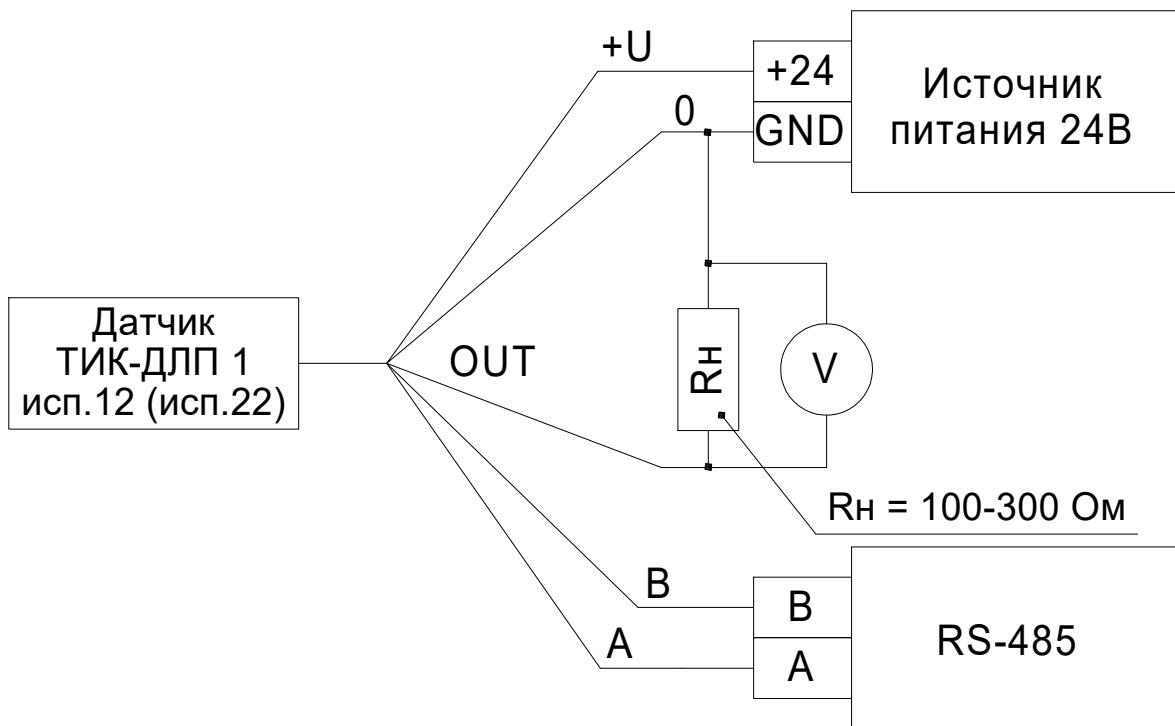 +U
+24
Источник
питания 24В
0
GND
Датчик
ТИК-ДЛП 1
исп.12 (исп.22)
OUT
Rн
V
Rн = 100-300 Ом
B
B
RS-485
A
A